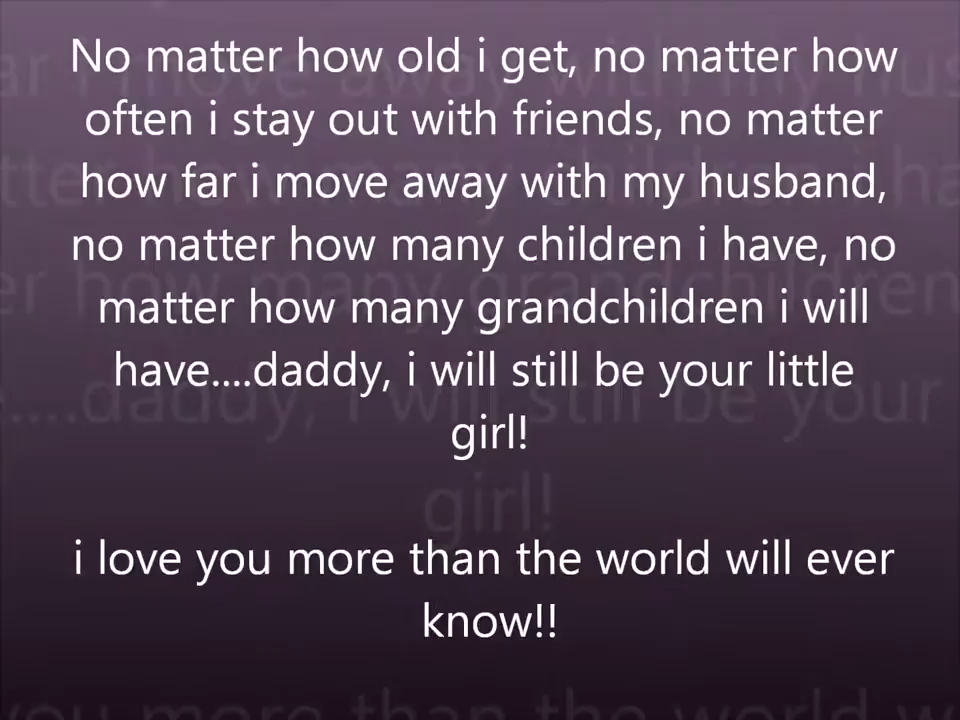 No matter how old i get, no matter how
often i stay out with friends, no matter
how far i move away with my husband,
no matter how many children i have, no
matter how many grandchildren i will
have....daddy, i will still be your little
girl!
i love you more than the world will ever
know!!